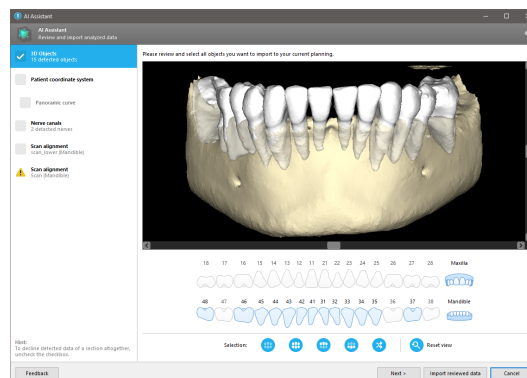 AI Assistant
AI Assistant
Review and import analyzed data
3D Objects
15 detected objects
Patient coordinate system
Panoramic curve
Nerve canals
2 detected nerves
Scan alignment
scan_lower (Mandible)
Scan alignment
Scan (Mandible)
Hint:
To decline detected data of a section altogether,
uncheck the checkbox.
Please review and select all objects you want to import to your current planning.
18 17 16 15 14 13 12 11 21 22 23 24 25 26 27 28 Maxilla
48 47 46 45 44 43 42 41 31 32 33 34 35 36 37 38 Mandible
Selection: Reset view
Feedback Next > Import reviewed data Cancel